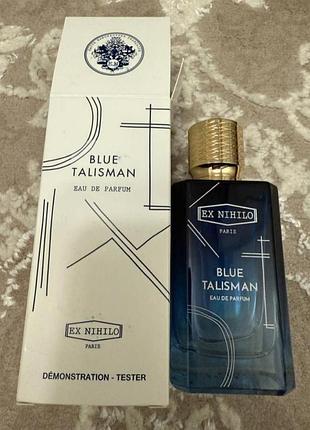 BLUE
TALISMAN
EAU DE PARFUM
EX NIHILO
PARIS
DÉMONSTRATION - TESTER
EX NIHILO
PARIS
BLUE
TALISMAN
EAU DE PARFUM